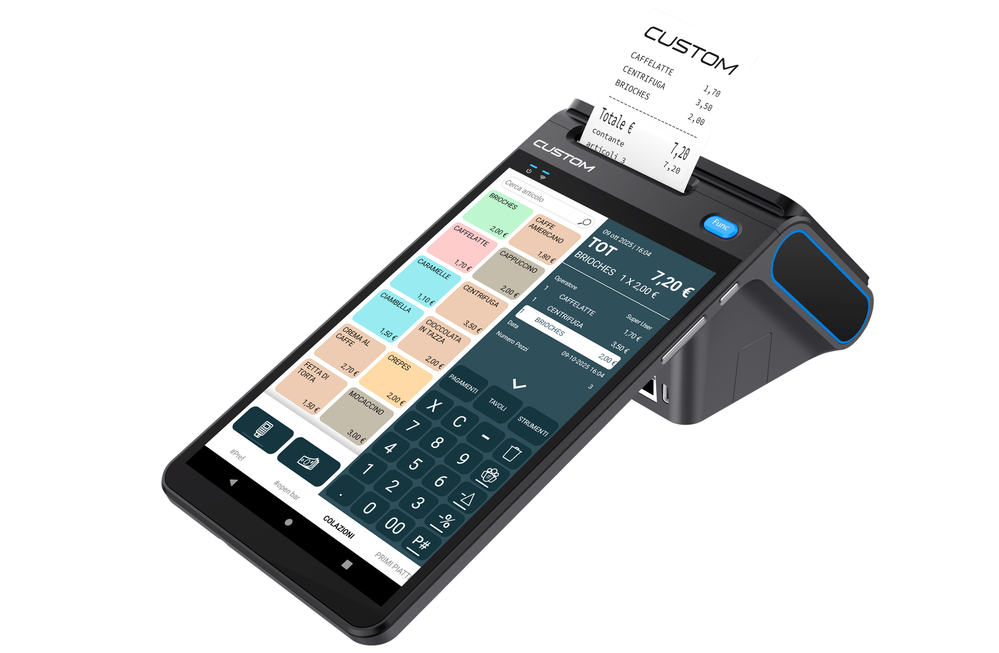 CUSTOM
CAFFELATTE 1,70
CENTRIFUGA 3,50
BRIOCHES 2,00
Totale € 7,20
contante 7,20
articoli 3
CUSTOM
Func
Cerca articolo
BRIOCHES
2,00 €
CAFFE
AMERICANO
1,80 €
CAFFELATTE
1,70 €
CAPPUCCINO
2,00 €
CARAMELLE
1,10 €
CENTRIFUGA
3,50 €
CIAMBELLA
1,50 €
CIOCCOLATA
IN TAZZA
2,00 €
CREMA AL
CAFFE
2,70 €
CREPES
2,00 €
FETTA DI
TORTA
1,50 €
MOCACCINO
3,00 €
#Pref
#open bar
COLAZIONI
PRIMI PIATTI
09 ott 2025 | 16:04
TOT 7,20 €
BRIOCHES 1 X 2,00 €
Operatore Super User
1 CAFFELATTE 1,70 €
1 CENTRIFUGA 3,50 €
1 BRIOCHES 2,00 €
Data 09-10-2025 16:04
Numero Pezzi 3
PAGAMENTI
TAVOLI
STRUMENTI
X C -
7 8 9 #
4 5 6 -
1 2 3 -%
. 0 00 P#